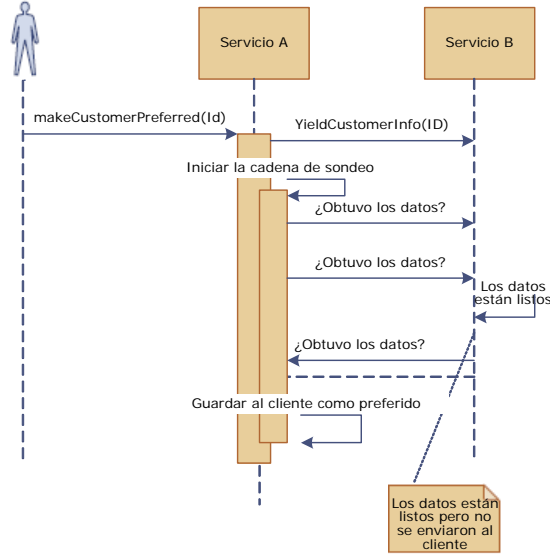 Servicio A
Servicio B
makeCustomerPreferred(Id)
YieldCustomerInfo(ID)
Iniciar la cadena de sondeo
¿Obtuvo los datos?
¿Obtuvo los datos?
Los datos
están listos
¿Obtuvo los datos?
Guardar al cliente como preferido
Los datos están
listos pero no
se enviaron al
cliente